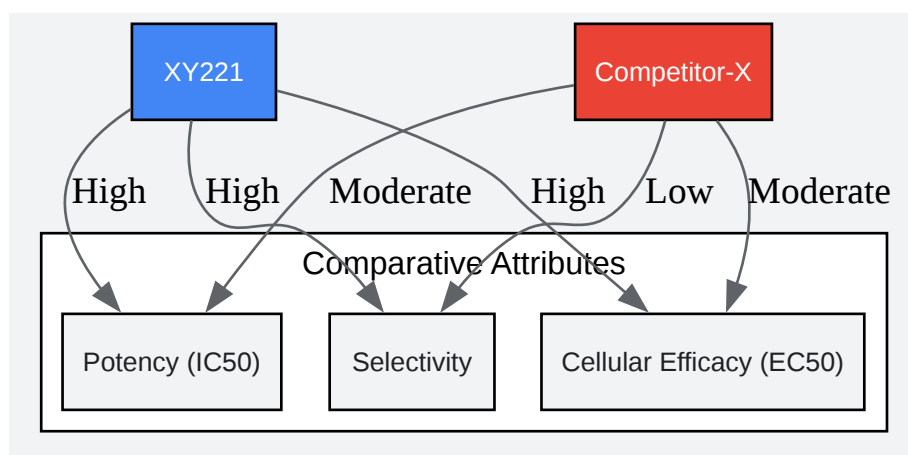 XY221
Competitor-X
High
High
Moderate
High
Low
Moderate
Comparative Attributes
Potency (IC50)
Selectivity
Cellular Efficacy (EC50)